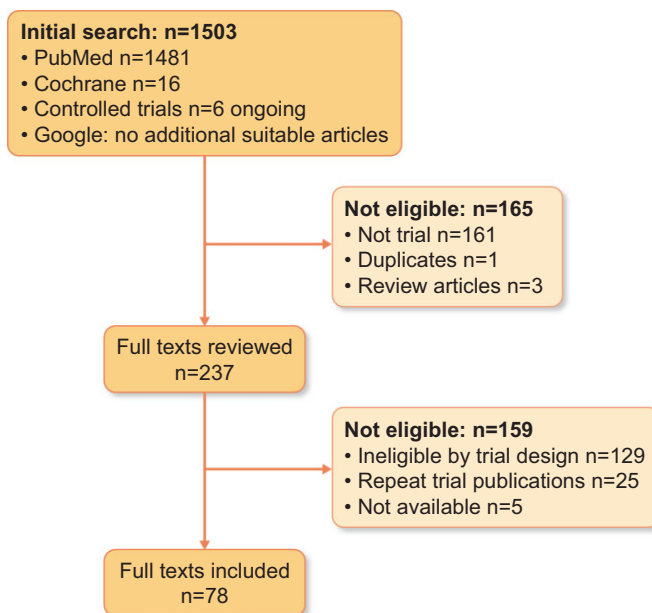 Initial search: n=1503
• PubMed n=1481
• Cochrane n=16
• Controlled trials n=6 ongoing
• Google: no additional suitable articles
Not eligible: n=165
• Not trial n=161
• Duplicates n=1
• Review articles n=3
Full texts reviewed
n=237
Not eligible: n=159
• Ineligible by trial design n=129
• Repeat trial publications n=25
• Not available n=5
Full texts included
n=78